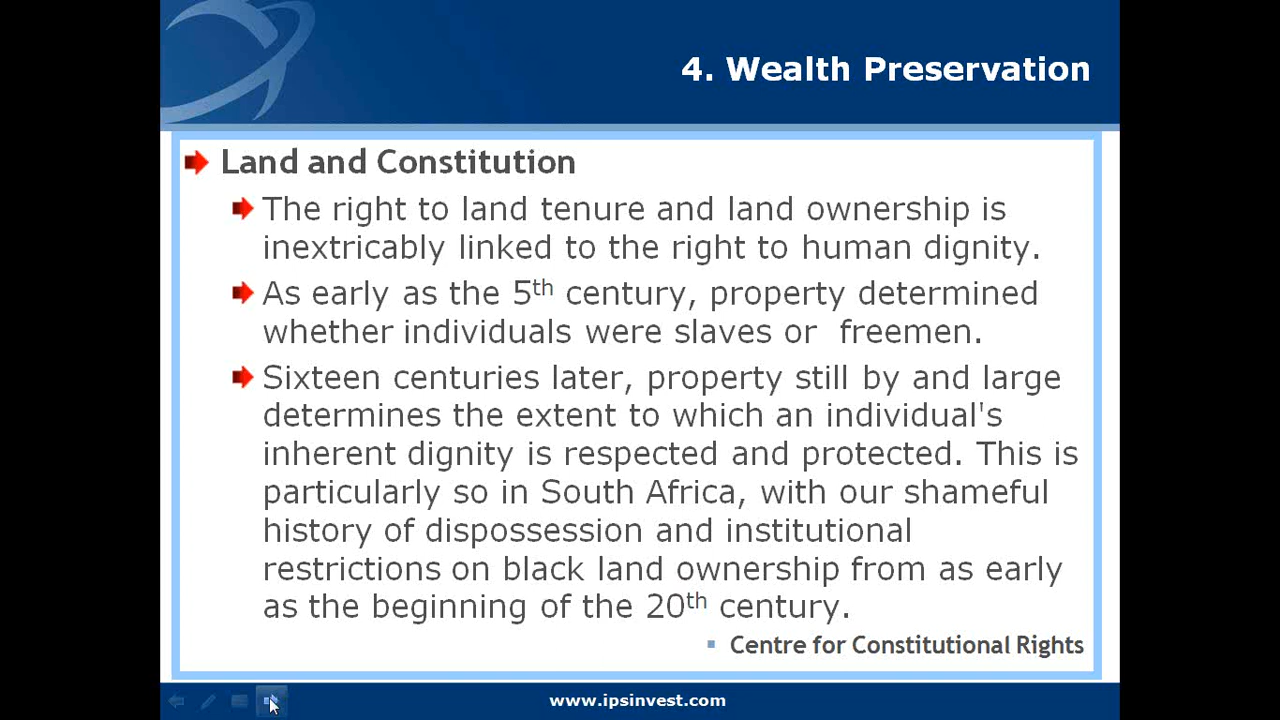 4. Wealth Preservation
Land and Constitution
The right to land tenure and land ownership is
inextricably linked to the right to human dignity.
As early as the 5th century, property determined
whether individuals were slaves or  freemen.
Sixteen centuries later, property still by and large
determines the extent to which an individual's
inherent dignity is respected and protected. This is
particularly so in South Africa, with our shameful
history of dispossession and institutional
restrictions on black land ownership from as early
as the beginning of the 20th century.
Centre for Constitutional Rights
www.ipsinvest.com